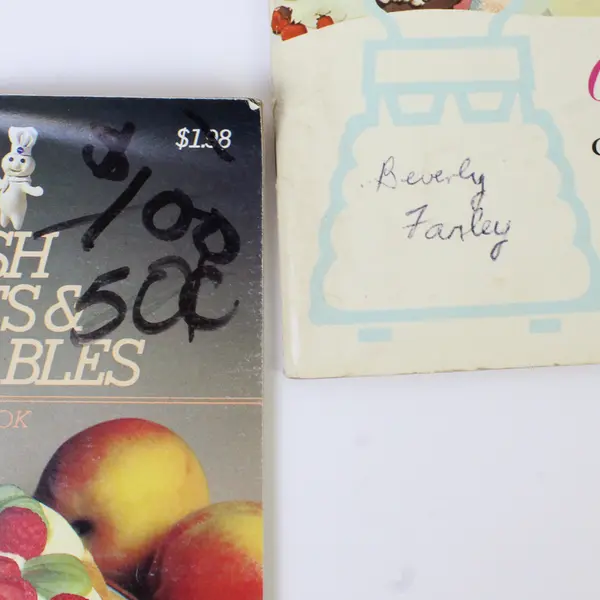 $1.98
$1.00
SH
TS &
50¢
BLES
OK
Beverly
Farley